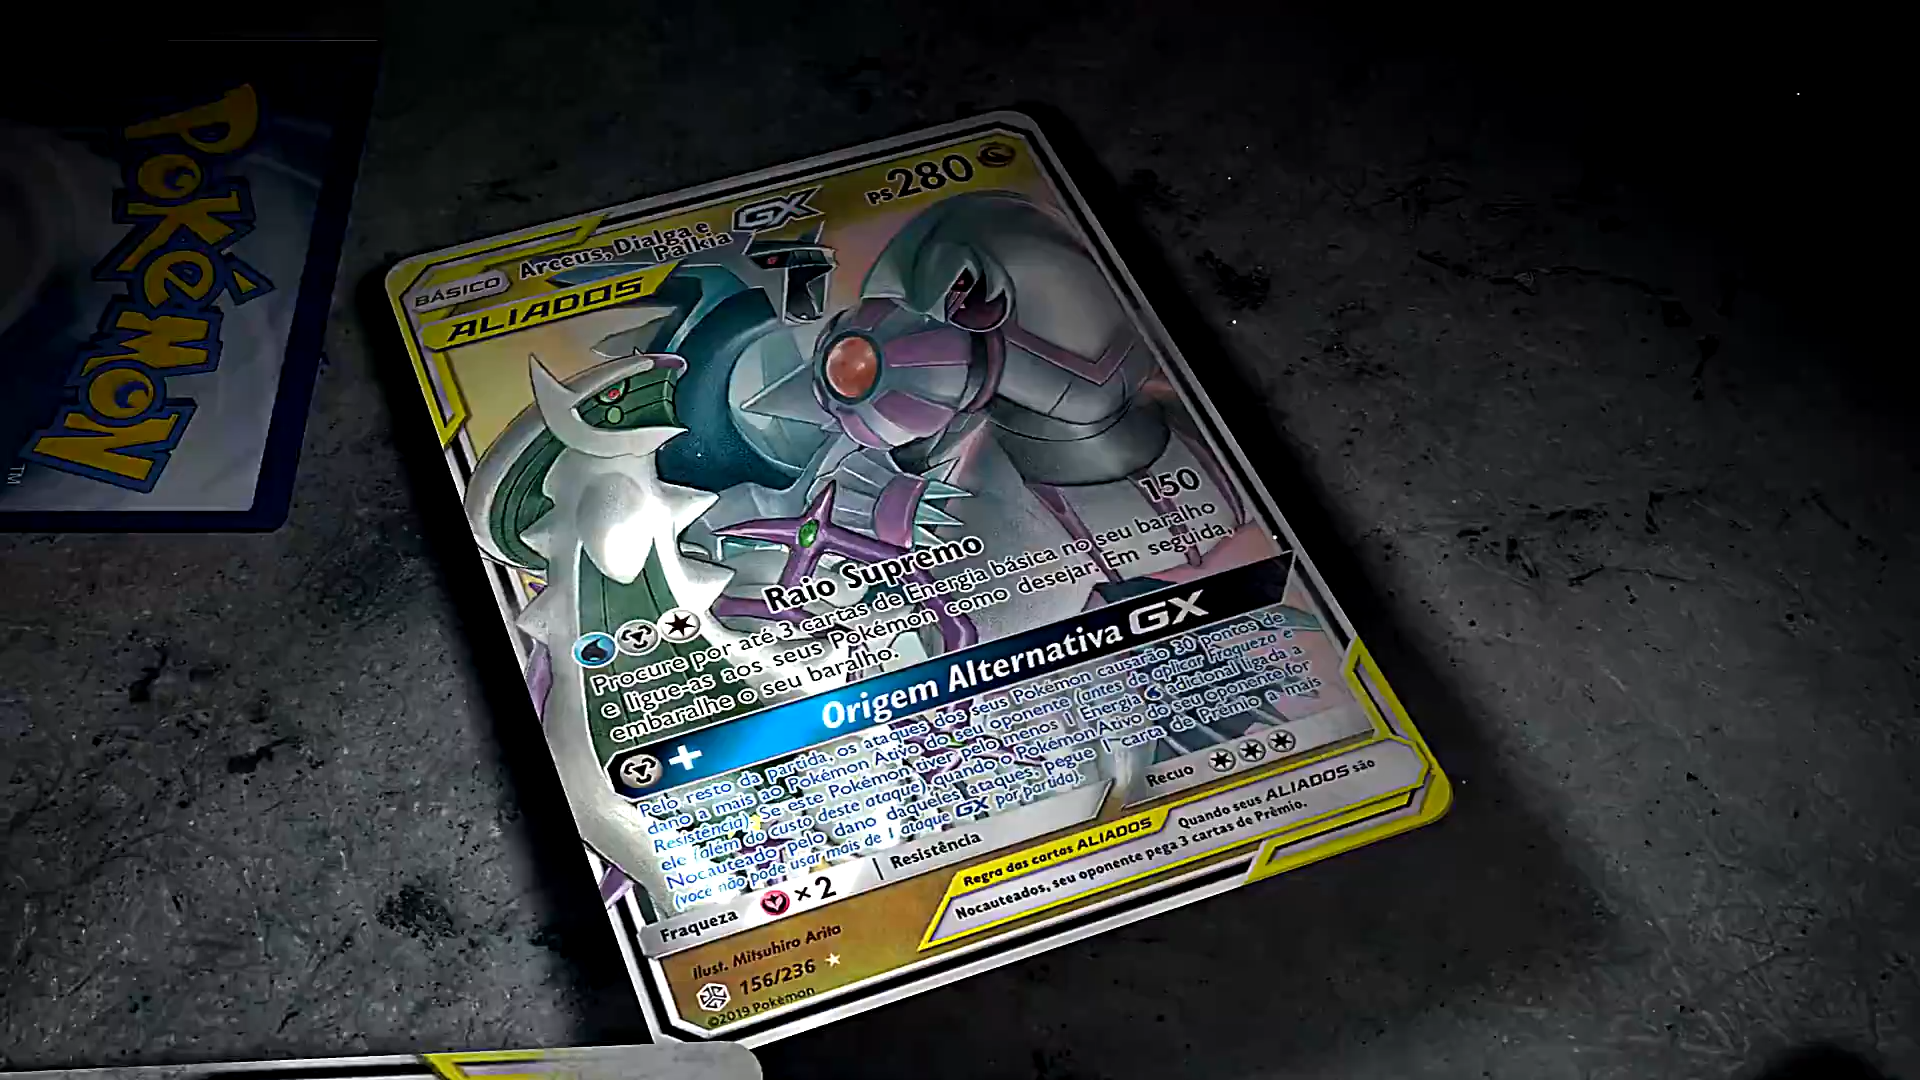 POKéMON
TM
BÁSICO
Arceus, Dialga e
Palkia
GX
PS 280
ALIADOS
Raio Supremo
150
Procure por até 3 cartas de Energia básica no seu baralho
e ligue-as aos seus Pokémon como desejar. Em seguida,
embaralhe o seu baralho.
+ Origem Alternativa GX
Pelo resto da partida, os ataques dos seus Pokémon causarão 30 pontos de
dano a mais ao Pokémon Ativo do seu oponente (antes de aplicar Fraqueza e
Resistência). Se este Pokémon tiver pelo menos 1 Energia adicional ligada a
ele (além do custo deste ataque), quando o Pokémon Ativo do seu oponente for
Nocauteado pelo dano daqueles ataques, pegue 1 carta de Prêmio a mais
(você não pode usar mais de 1 ataque GX por partida).
Fraqueza ×2
Resistência
Recuo
Regra das cartas ALIADOS Quando seus ALIADOS são
Nocauteados, seu oponente pega 3 cartas de Prêmio.
Ilust. Mitsuhiro Arita
156/236
©2019 Pokémon